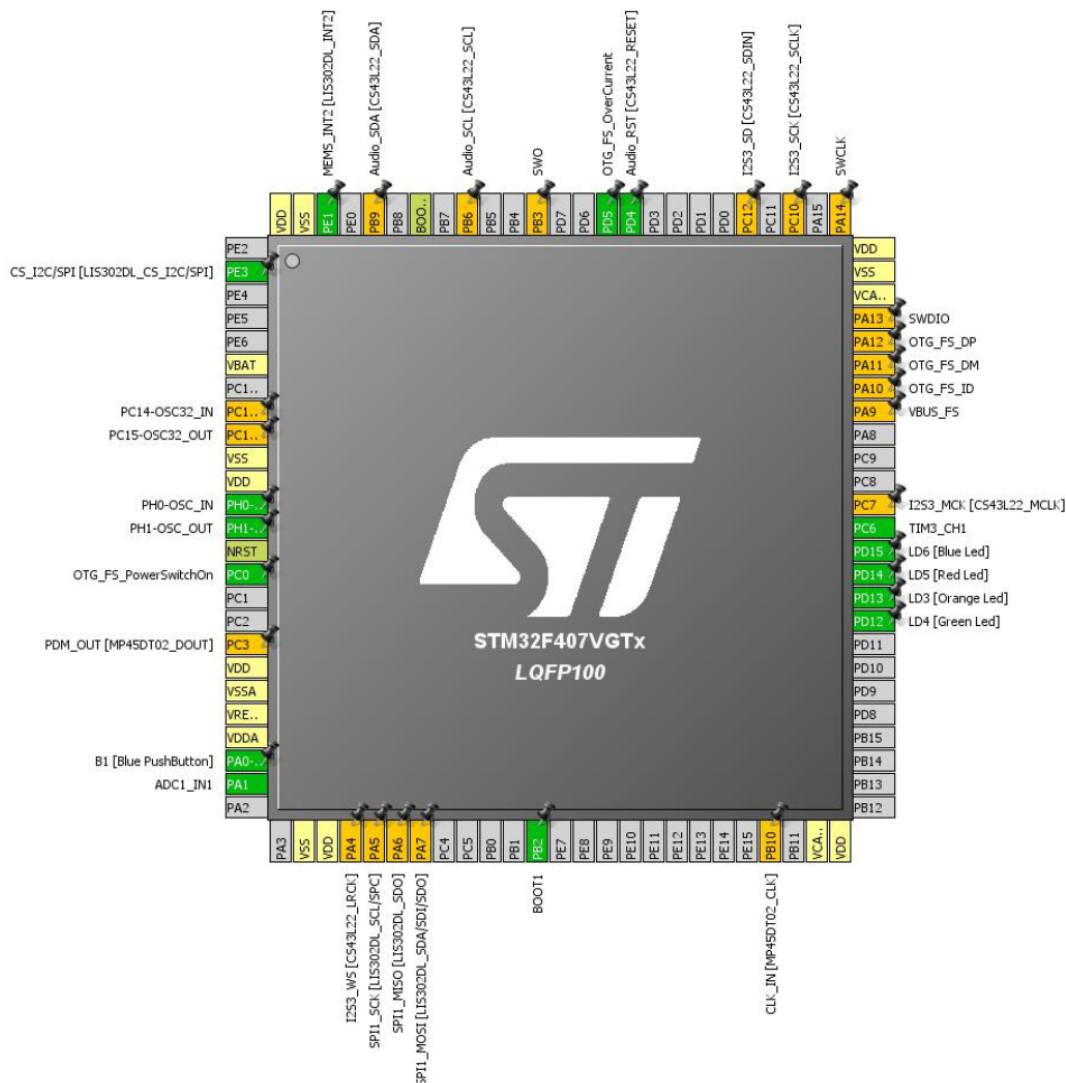 MEMS_INT2 [LIS302DL_INT2]
Audio_SDA [CS43L22_SDA]
Audio_SCL [CS43L22_SCL]
SWO
OTG_FS_OverCurrent
Audio_RST [CS43L22_RESET]
I2S3_SD [CS43L22_SDIN]
I2S3_SCK [CS43L22_SCLK]
SWCLK
VDD
VSS
PE1
PE0
PB9
PB8
BOO..
PB7
PB6
PB5
PB4
PB3
PD7
PD6
PD5
PD4
PD3
PD2
PD1
PD0
PC12
PC11
PC10
PA15
PA14
PE2
CS_I2C/SPI [LIS302DL_CS_I2C/SPI] PE3
PE4
PE5
PE6
VBAT
PC1..
PC14-OSC32_IN PC1..
PC15-OSC32_OUT PC1..
VSS
VDD
PH0-OSC_IN PH0-..
PH1-OSC_OUT PH1-..
NRST
OTG_FS_PowerSwitchOn PC0
PC1
PC2
PDM_OUT [MP45DT02_DOUT] PC3
VDD
VSSA
VRE..
VDDA
B1 [Blue PushButton] PA0-..
ADC1_IN1 PA1
PA2
STM32F407VGTx
LQFP100
VDD
VSS
VCA..
PA13 SWDIO
PA12 OTG_FS_DP
PA11 OTG_FS_DM
PA10 OTG_FS_ID
PA9 VBUS_FS
PA8
PC9
PC8
PC7 I2S3_MCK [CS43L22_MCLK]
PC6 TIM3_CH1
PD15 LD6 [Blue Led]
PD14 LD5 [Red Led]
PD13 LD3 [Orange Led]
PD12 LD4 [Green Led]
PD11
PD10
PD9
PD8
PB15
PB14
PB13
PB12
PA3
VSS
VDD
PA4
PA5
PA6
PA7
PC4
PC5
PB0
PB1
PB2
PE7
PE8
PE9
PE10
PE11
PE12
PE13
PE14
PE15
PB10
PB11
VCA..
VDD
I2S3_WS [CS43L22_LRCK]
SPI1_SCK [LIS302DL_SCL/SPC]
SPI1_MISO [LIS302DL_SDO]
SPI1_MOSI [LIS302DL_SDA/SDI/SDO]
BOOT1
CLK_IN [MP45DT02_CLK]